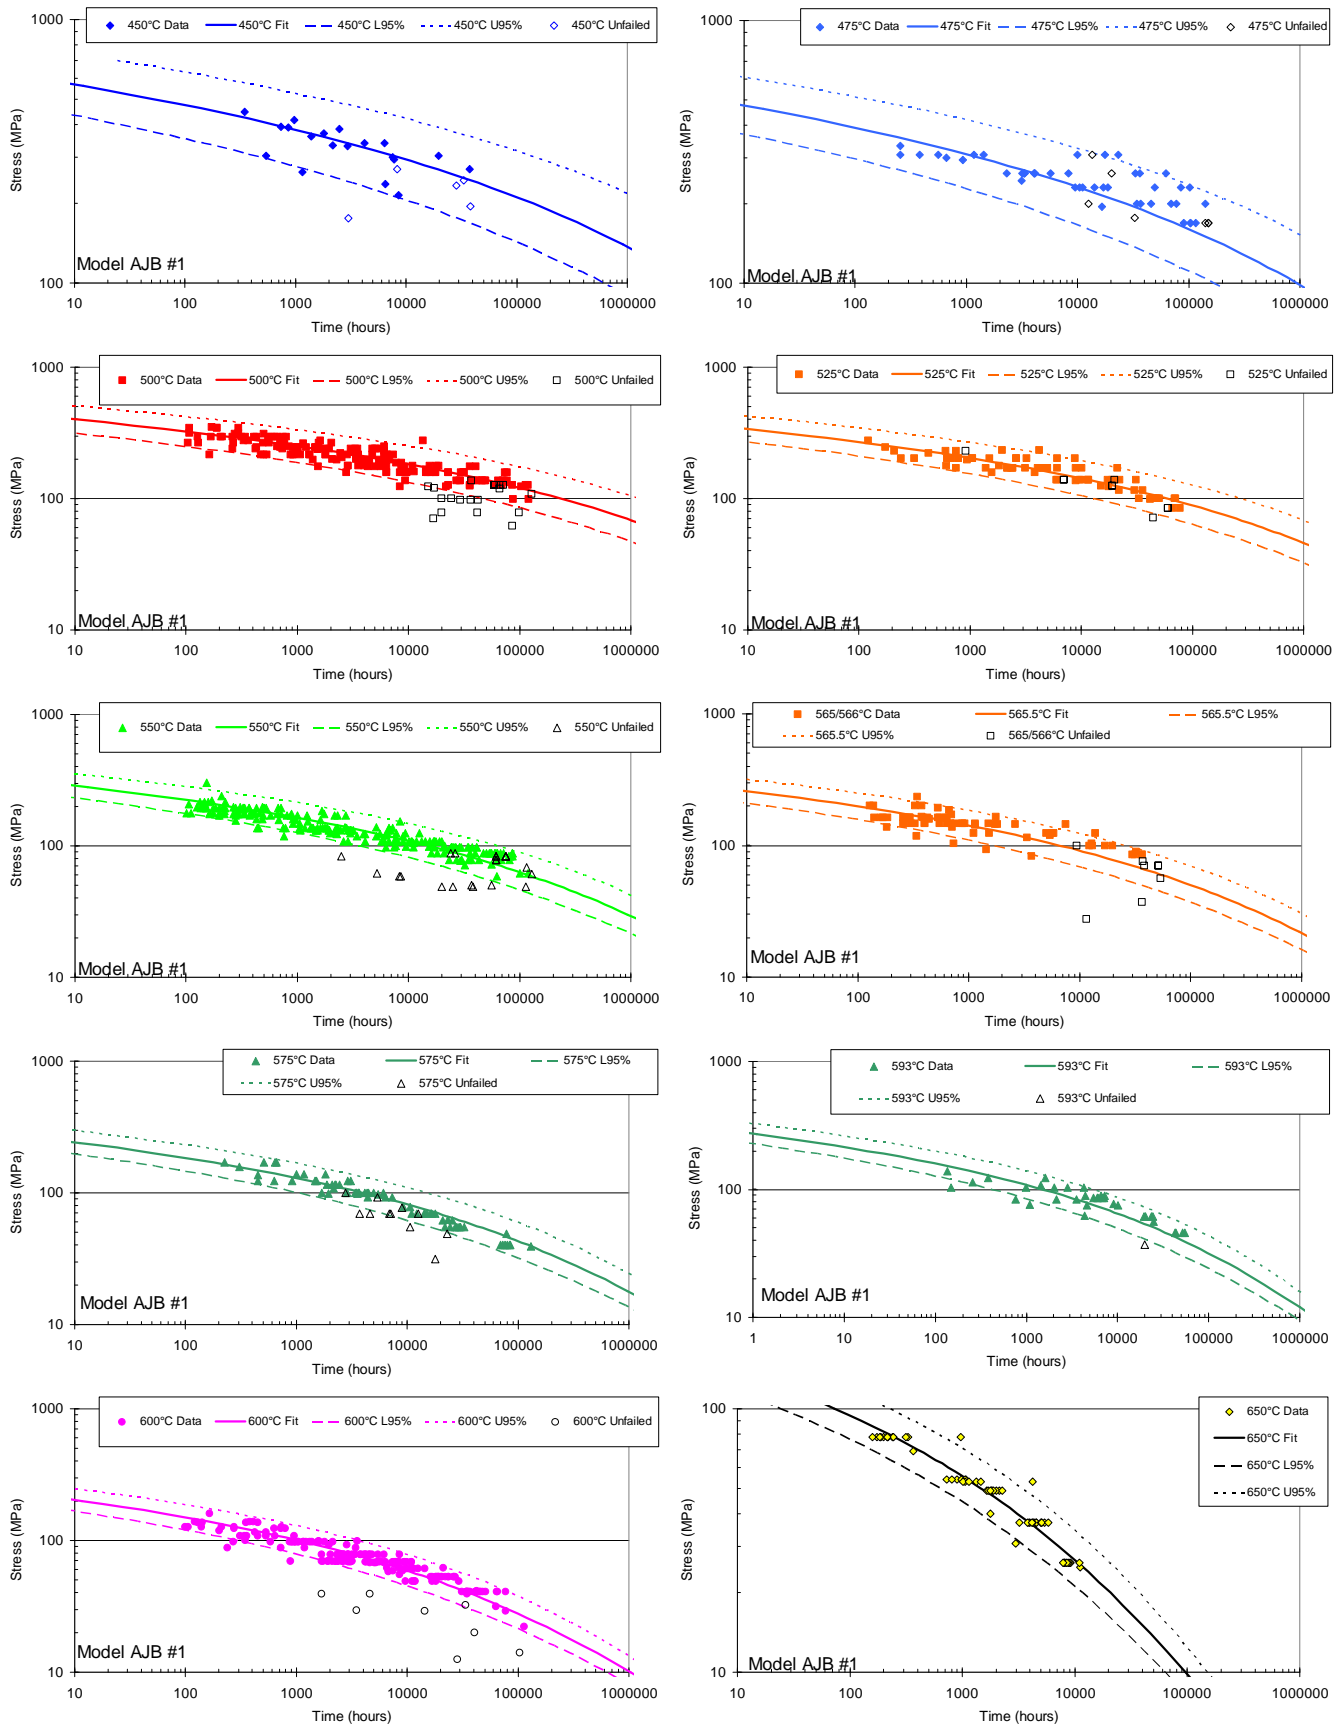 450°C Data 450°C Fit 450°C L95% 450°C U95% 450°C Unfailed
1000
100
Stress (MPa)
Model AJB #1
10 100 1000 10000 100000 1000000
Time (hours)
475°C Data 475°C Fit 475°C L95% 475°C U95% 475°C Unfailed
1000
100
Stress (MPa)
Model AJB #1
10 100 1000 10000 100000 1000000
Time (hours)
500°C Data 500°C Fit 500°C L95% 500°C U95% 500°C Unfailed
1000
100
10
Stress (MPa)
Model AJB #1
10 100 1000 10000 100000 1000000
Time (hours)
525°C Data 525°C Fit 525°C L95% 525°C U95% 525°C Unfailed
1000
100
10
Stress (MPa)
Model AJB #1
10 100 1000 10000 100000 1000000
Time (hours)
550°C Data 550°C Fit 550°C L95% 550°C U95% 550°C Unfailed
1000
100
10
Stress (MPa)
Model AJB #1
10 100 1000 10000 100000 1000000
Time (hours)
565/566°C Data 565.5°C Fit 565.5°C L95%
565.5°C U95% 565/566°C Unfailed
1000
100
10
Stress (MPa)
Model AJB #1
10 100 1000 10000 100000 1000000
Time (hours)
575°C Data 575°C Fit 575°C L95%
575°C U95% 575°C Unfailed
1000
100
10
Stress (MPa)
Model AJB #1
10 100 1000 10000 100000 1000000
Time (hours)
593°C Data 593°C Fit 593°C L95%
593°C U95% 593°C Unfailed
1000
100
10
Stress (MPa)
Model AJB #1
1 10 100 1000 10000 100000 1000000
Time (hours)
600°C Data 600°C Fit 600°C L95% 600°C U95% 600°C Unfailed
1000
100
10
Stress (MPa)
Model AJB #1
10 100 1000 10000 100000 1000000
Time (hours)
650°C Data
650°C Fit
650°C L95%
650°C U95%
100
10
Stress (MPa)
Model AJB #1
10 100 1000 10000 100000 1000000
Time (hours)